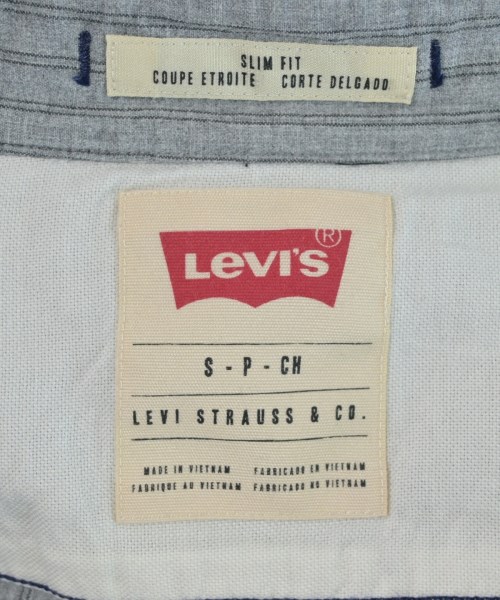 SLIM FIT
COUPE ETROITE CORTE DELGADO
LEVI'S ®
S - P - CH
LEVI STRAUSS & CO.
MADE IN VIETNAM FABRICADO EN VIETNAM
FABRIQUE AU VIETNAM FABRICADO NO VIETNAM